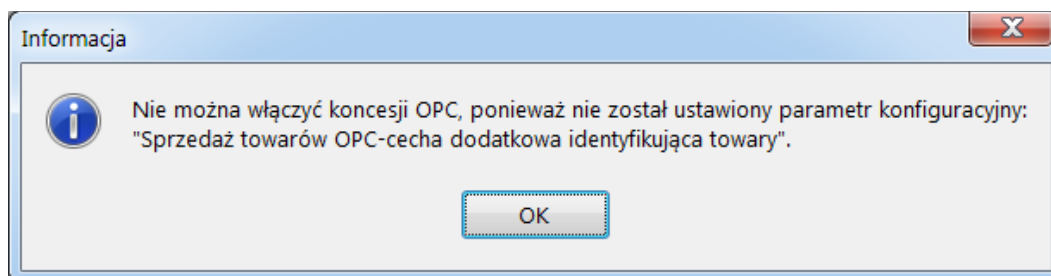 Informacja
Nie można włączyć koncesji OPC, ponieważ nie został ustawiony parametr konfiguracyjny:
"Sprzedaż towarów OPC-cecha dodatkowa identyfikująca towary".
OK